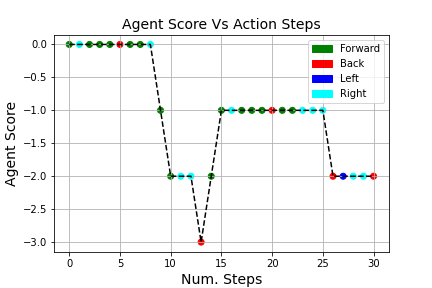 Agent Score Vs Action Steps
Agent Score
0.0
−0.5
−1.0
−1.5
−2.0
−2.5
−3.0
Forward
Back
Left
Right
0 5 10 15 20 25 30
Num. Steps